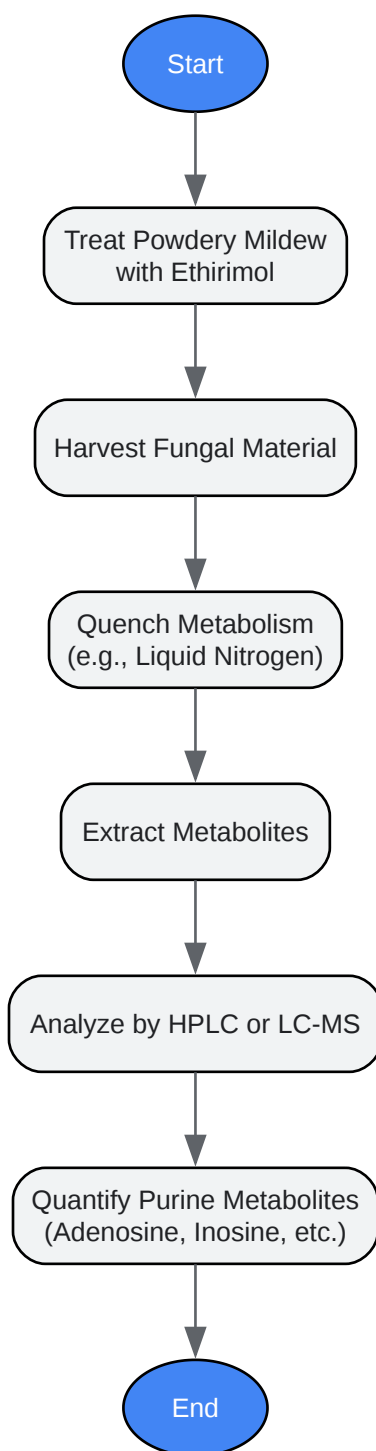 Start
Treat Powdery Mildew
with Ethirimol
Harvest Fungal Material
Quench Metabolism
(e.g., Liquid Nitrogen)
Extract Metabolites
Analyze by HPLC or LC-MS
Quantify Purine Metabolites
(Adenosine, Inosine, etc.)
End